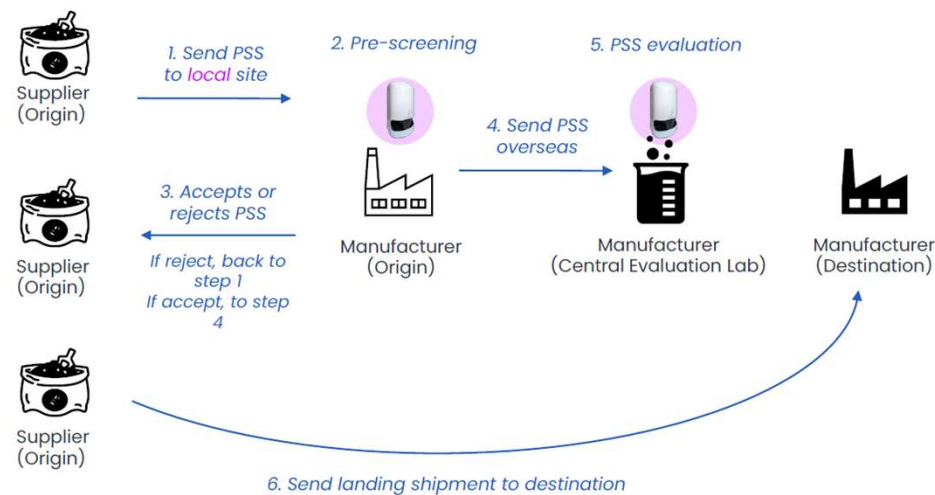 1. Send PSS
to local site
2. Pre-screening
5. PSS evaluation
Supplier
(Origin)
4. Send PSS
overseas
3. Accepts or
rejects PSS
Supplier
(Origin)
If reject, back to
step 1
If accept, to step
4
Manufacturer
(Origin)
Manufacturer
(Central Evaluation Lab)
Manufacturer
(Destination)
Supplier
(Origin)
6. Send landing shipment to destination